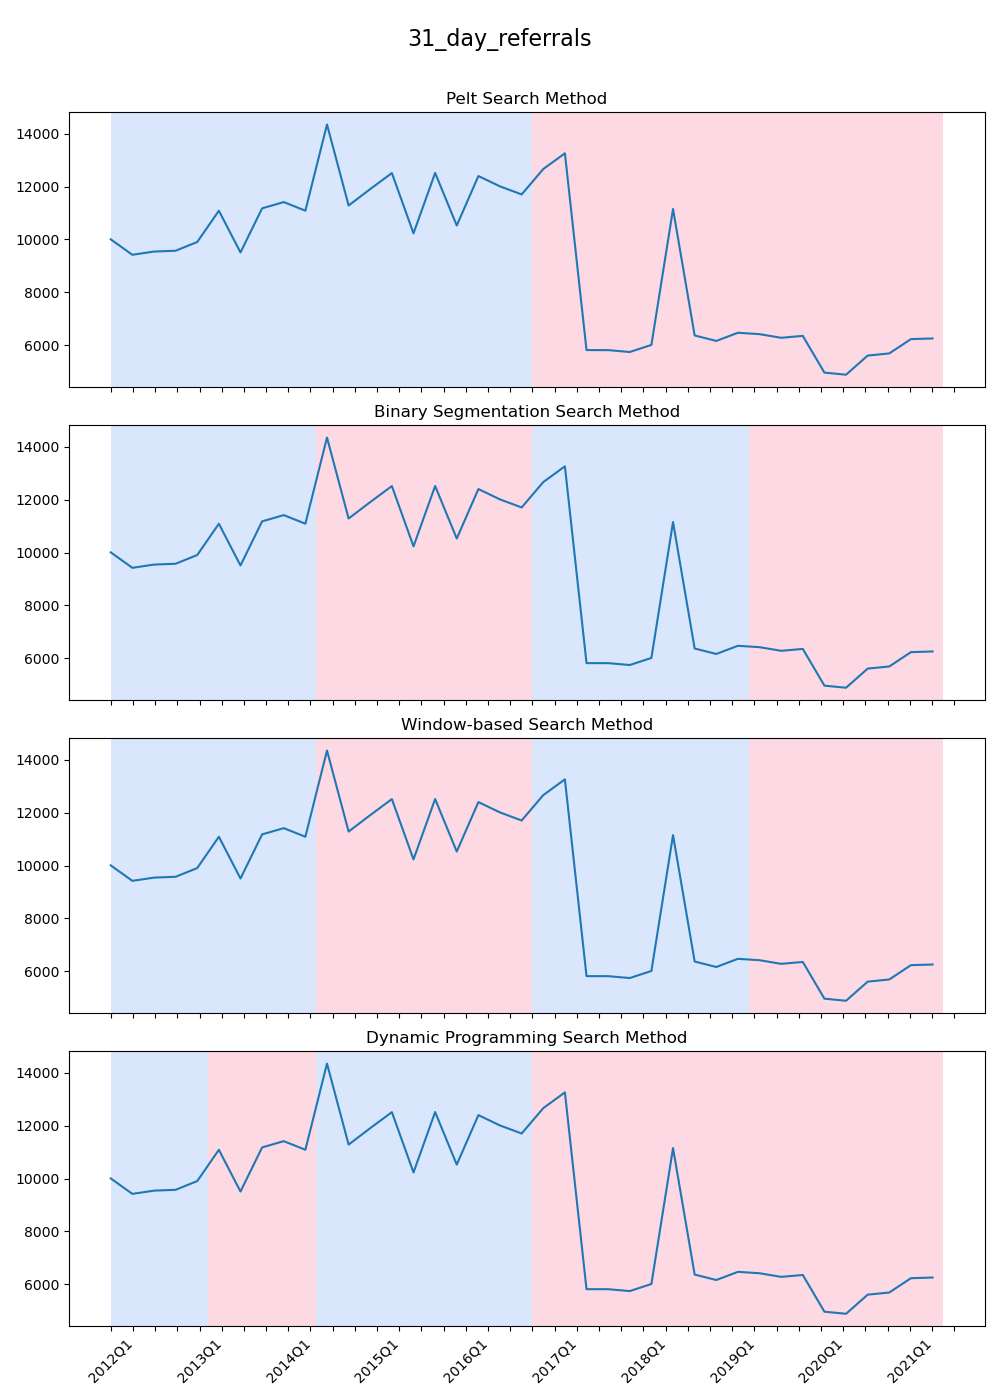 31_day_referrals
Pelt Search Method
14000
12000
10000
8000
6000
Binary Segmentation Search Method
14000
12000
10000
8000
6000
Window-based Search Method
14000
12000
10000
8000
6000
Dynamic Programming Search Method
14000
12000
10000
8000
6000
2012Q1
2013Q1
2014Q1
2015Q1
2016Q1
2017Q1
2018Q1
2019Q1
2020Q1
2021Q1